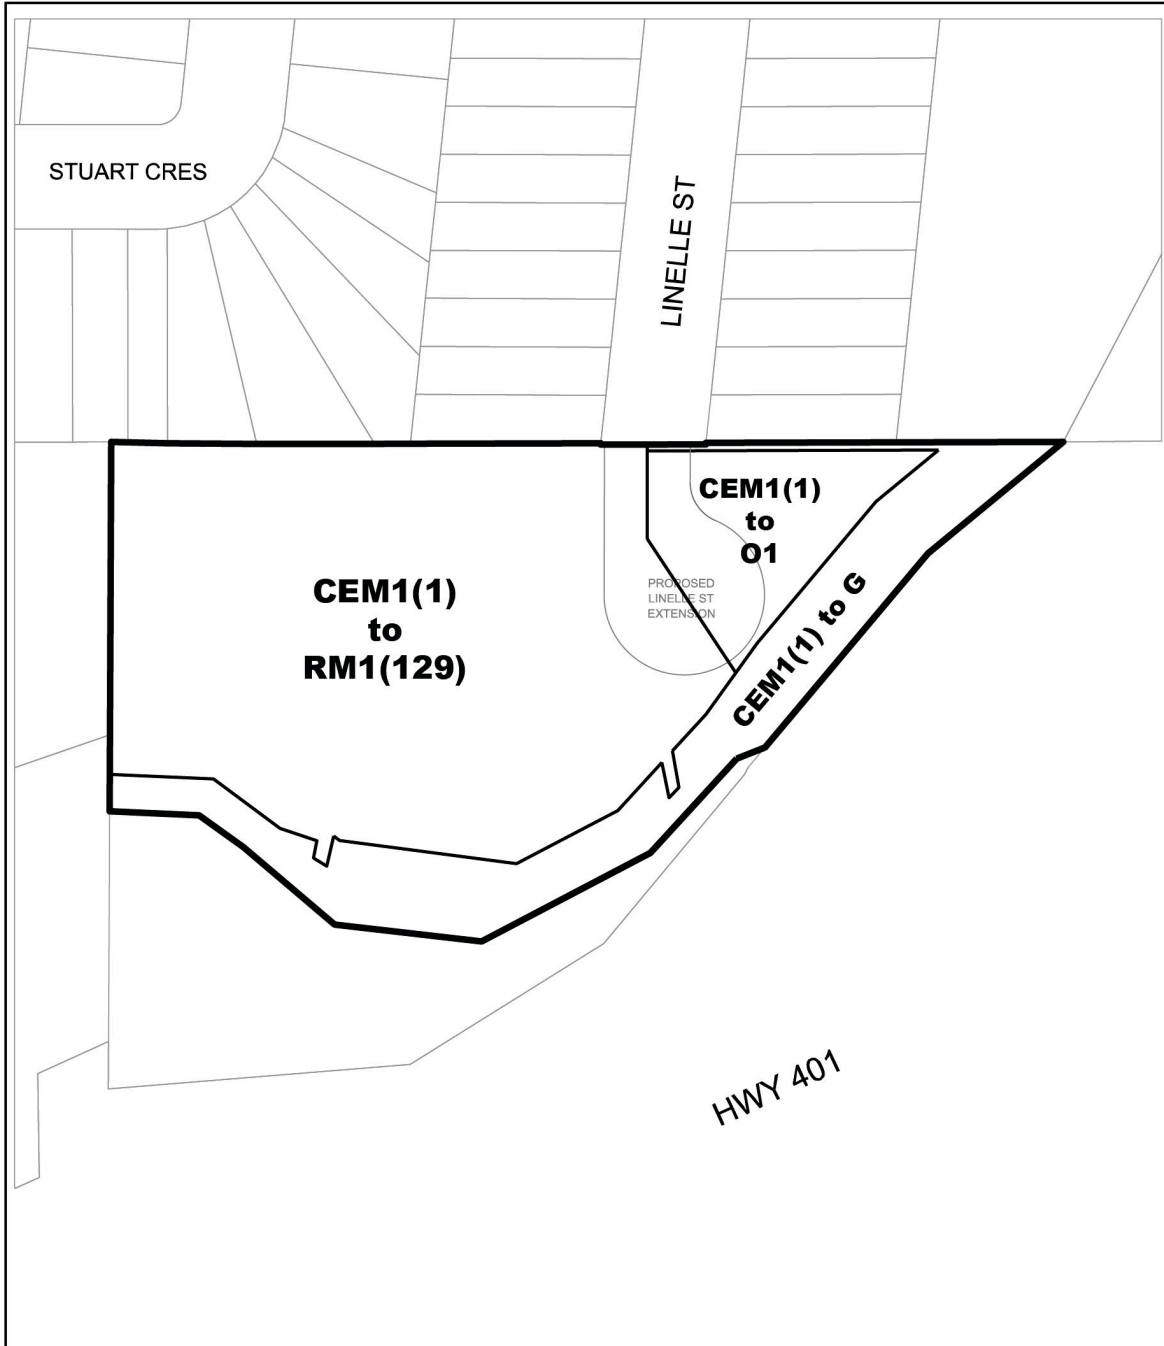 STUART CRES
LINELLE ST
CEM1(1)
to
O1
CEM1(1)
to
RM1(129)
PROPOSED
LINELLE ST
EXTENSION
CEM1(1) to G
HWY 401